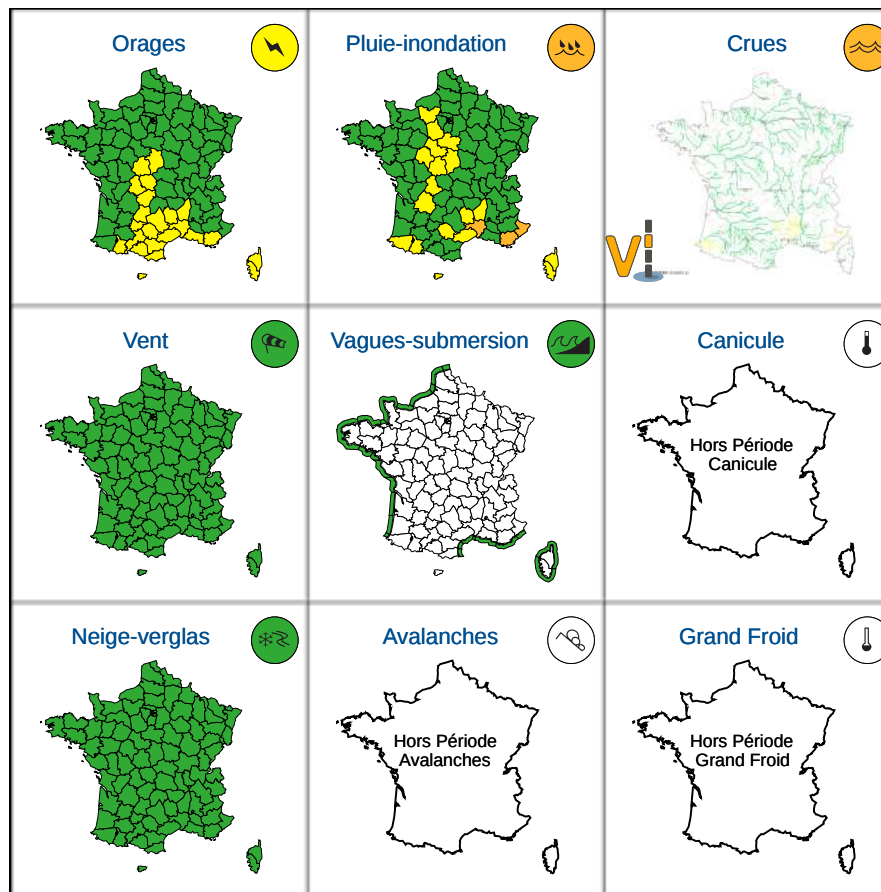 Orages
Pluie-inondation
Crues
Vi
Vent
Vagues-submersion
Canicule
Hors Période
Canicule
Neige-verglas
Avalanches
Grand Froid
Hors Période
Avalanches
Hors Période
Grand Froid